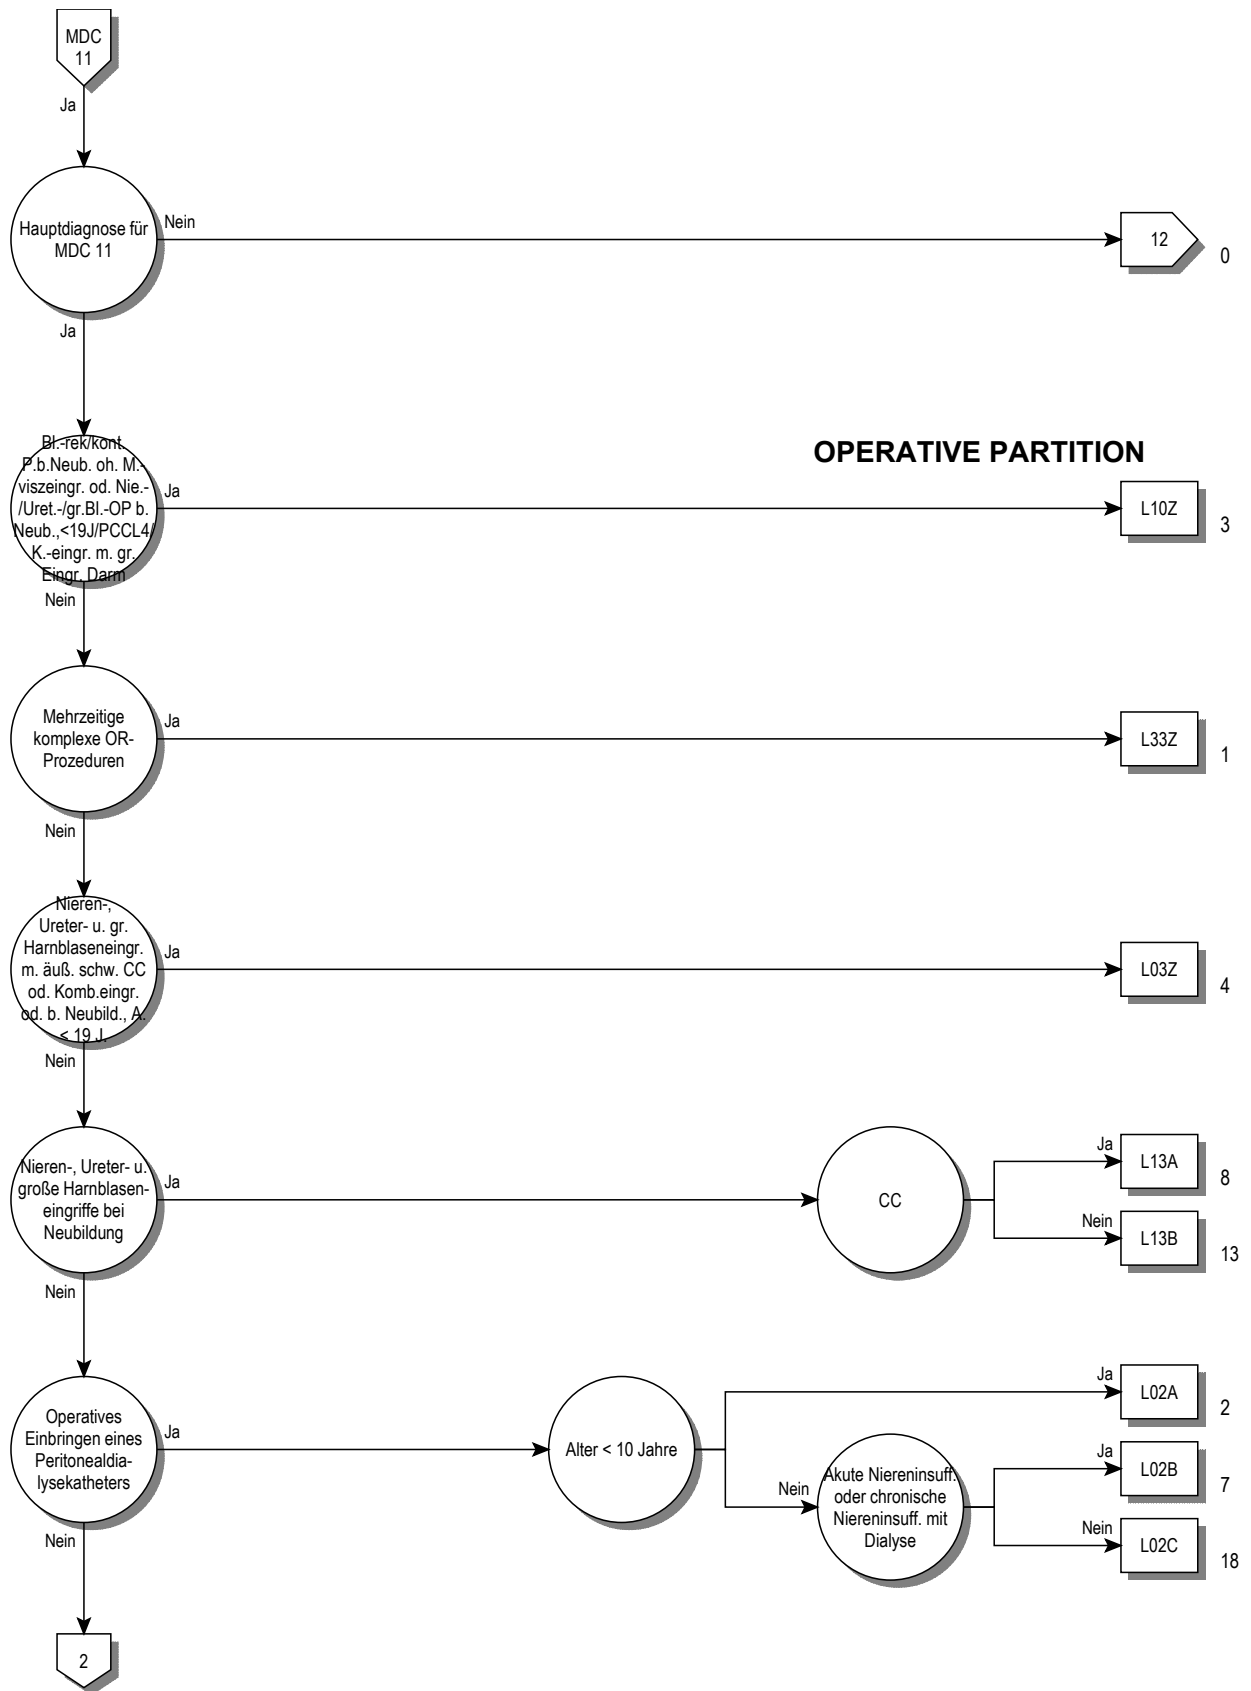 MDC
11
Ja
Hauptdiagnose für
MDC 11
Nein
12
0
Ja
OPERATIVE PARTITION
Bl.-rek/kont.
P.b.Neub. oh. M.-
viszeingr. od. Nie.-
/Uret.-/gr.Bl.-OP b.
Neub.,<19J/PCCL4/
K.-eingr. m. gr.
Eingr. Darm
Ja
L10Z
3
Nein
Mehrzeitige
komplexe OR-
Prozeduren
Ja
L33Z
1
Nein
Nieren-,
Ureter- u. gr.
Harnblaseneingr.
m. äuß. schw. CC
od. Komb.eingr.
od. b. Neubild., A.
< 19 J.
Ja
L03Z
4
Nein
Nieren-, Ureter- u.
große Harnblasen-
eingriffe bei
Neubildung
Ja
CC
Ja
L13A
8
Nein
L13B
13
Nein
Operatives
Einbringen eines
Peritonealdia-
lysekatheters
Ja
Alter < 10 Jahre
Ja
L02A
2
Nein
Akute Niereninsuff.
oder chronische
Niereninsuff. mit
Dialyse
Ja
L02B
7
Nein
L02C
18
Nein
2